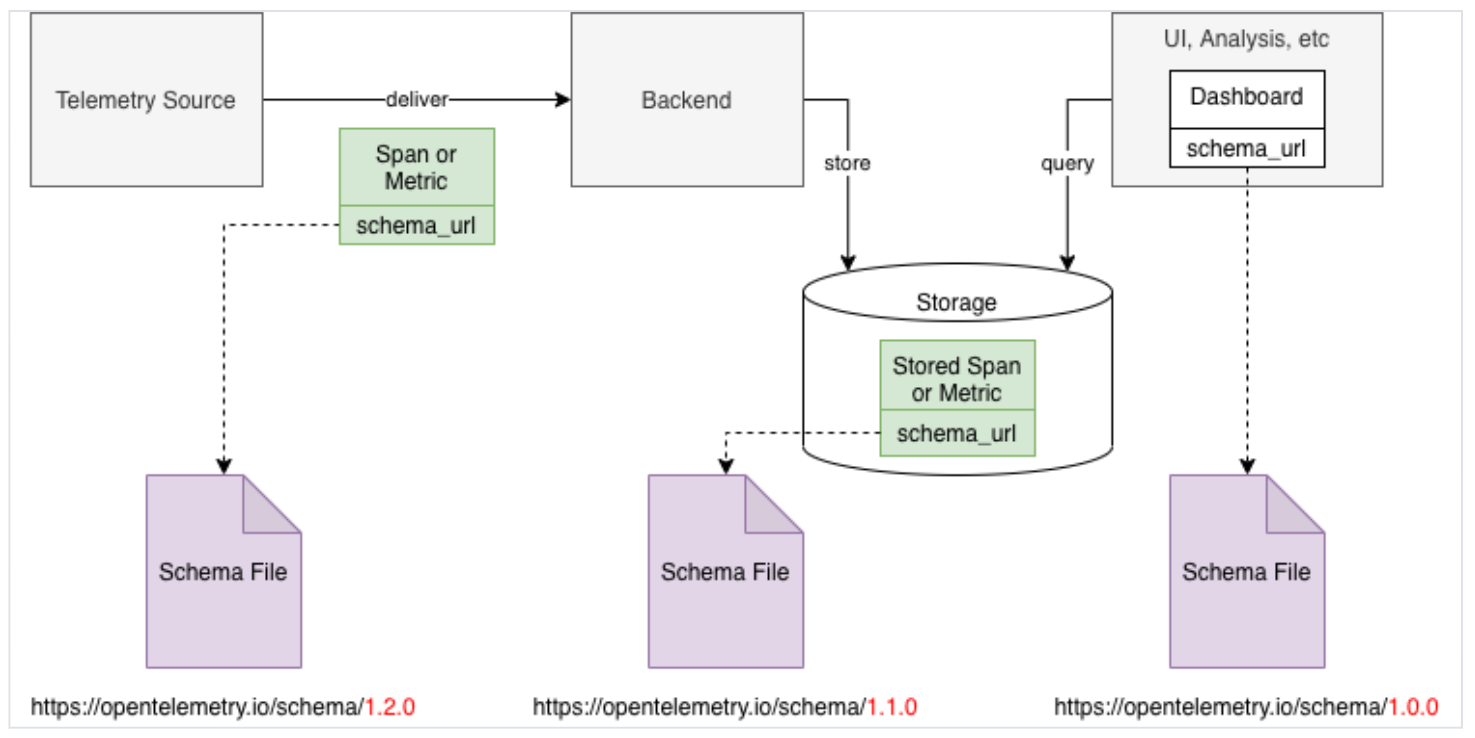 UI, Analysis, etc
Telemetry Source
deliver
Backend
Dashboard
schema_url
Span or
Metric
schema_url
store
query
Storage
Stored Span
or Metric
schema_url
Schema File
Schema File
Schema File
https://opentelemetry.io/schema/1.2.0
https://opentelemetry.io/schema/1.1.0
https://opentelemetry.io/schema/1.0.0